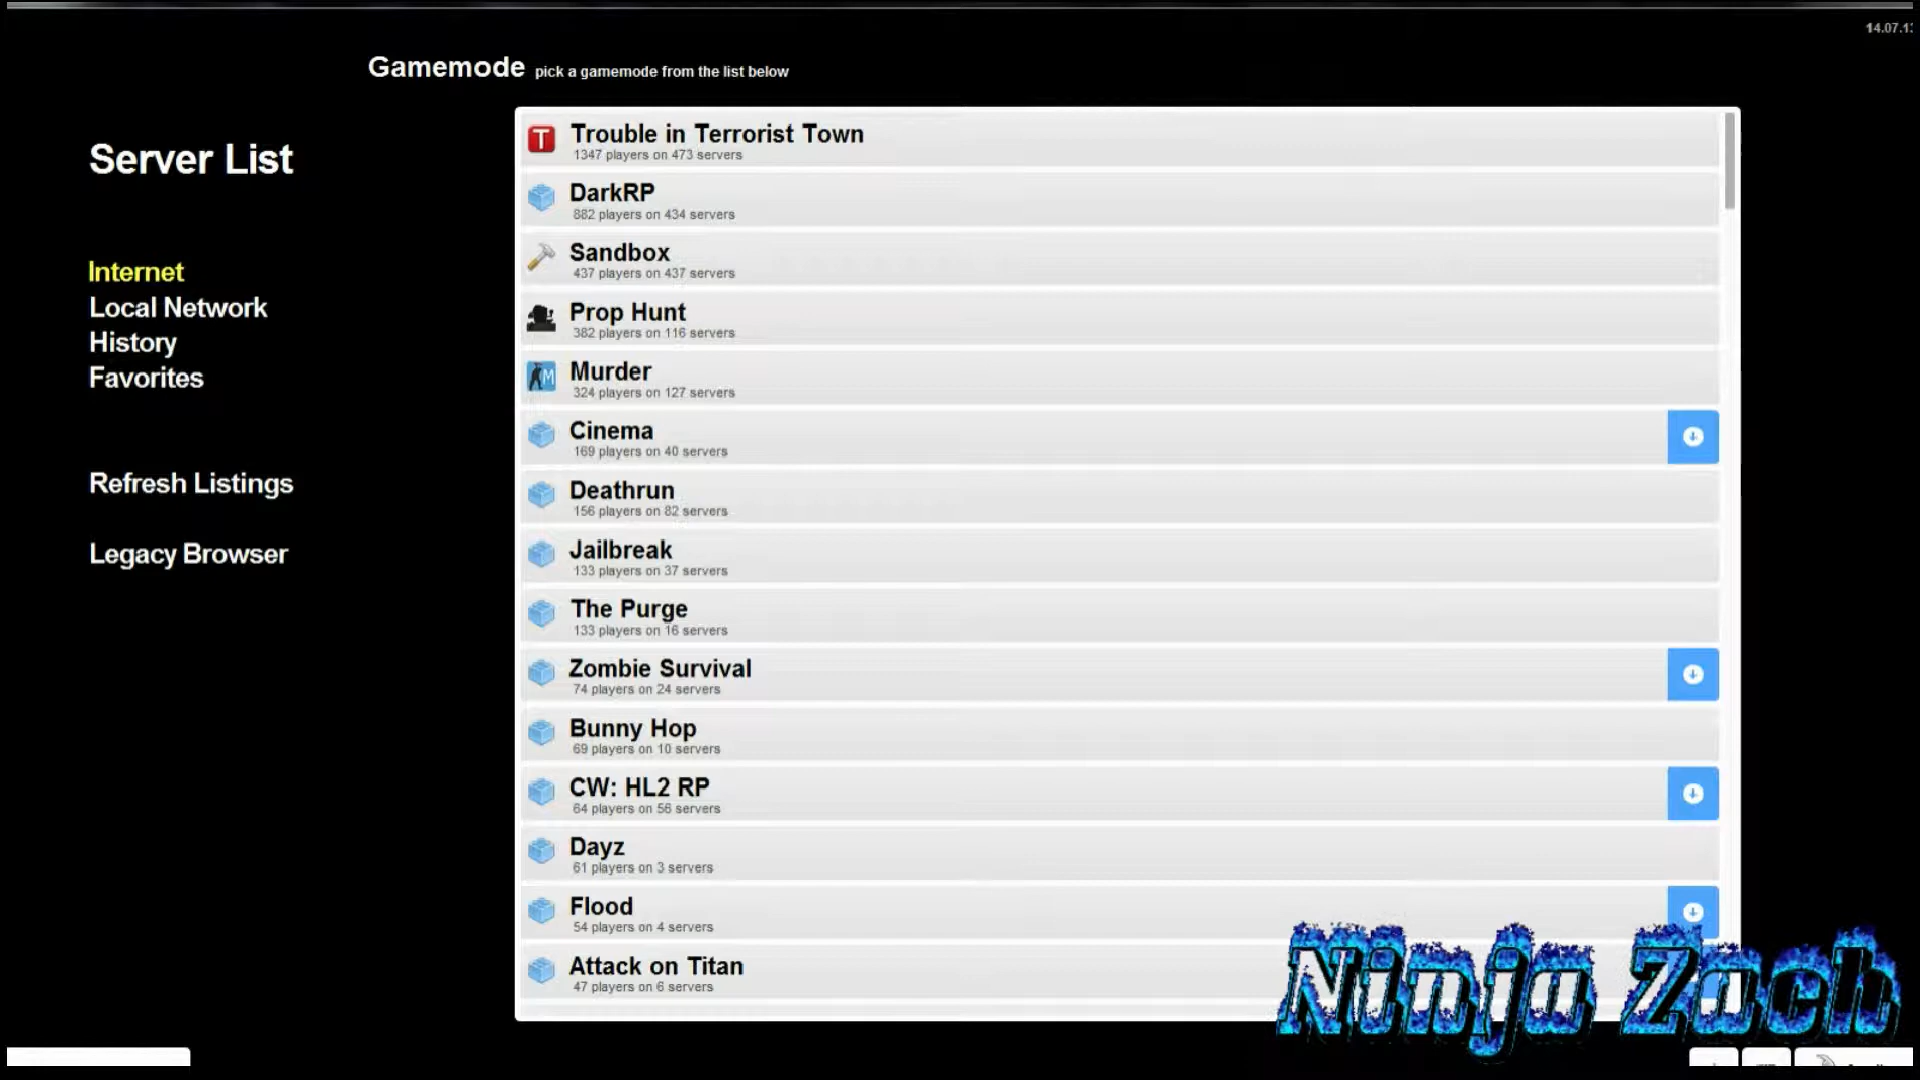 14.07.1
Gamemode pick a gamemode from the list below
Server List
Internet
Local Network
History
Favorites
Refresh Listings
Legacy Browser
Trouble in Terrorist Town
1347 players on 473 servers
DarkRP
882 players on 434 servers
Sandbox
437 players on 437 servers
Prop Hunt
382 players on 116 servers
Murder
324 players on 127 servers
Cinema
169 players on 40 servers
Deathrun
156 players on 82 servers
Jailbreak
133 players on 37 servers
The Purge
133 players on 16 servers
Zombie Survival
74 players on 24 servers
Bunny Hop
69 players on 10 servers
CW: HL2 RP
64 players on 56 servers
Dayz
61 players on 3 servers
Flood
54 players on 4 servers
Attack on Titan
47 players on 6 servers
Ninja Zach